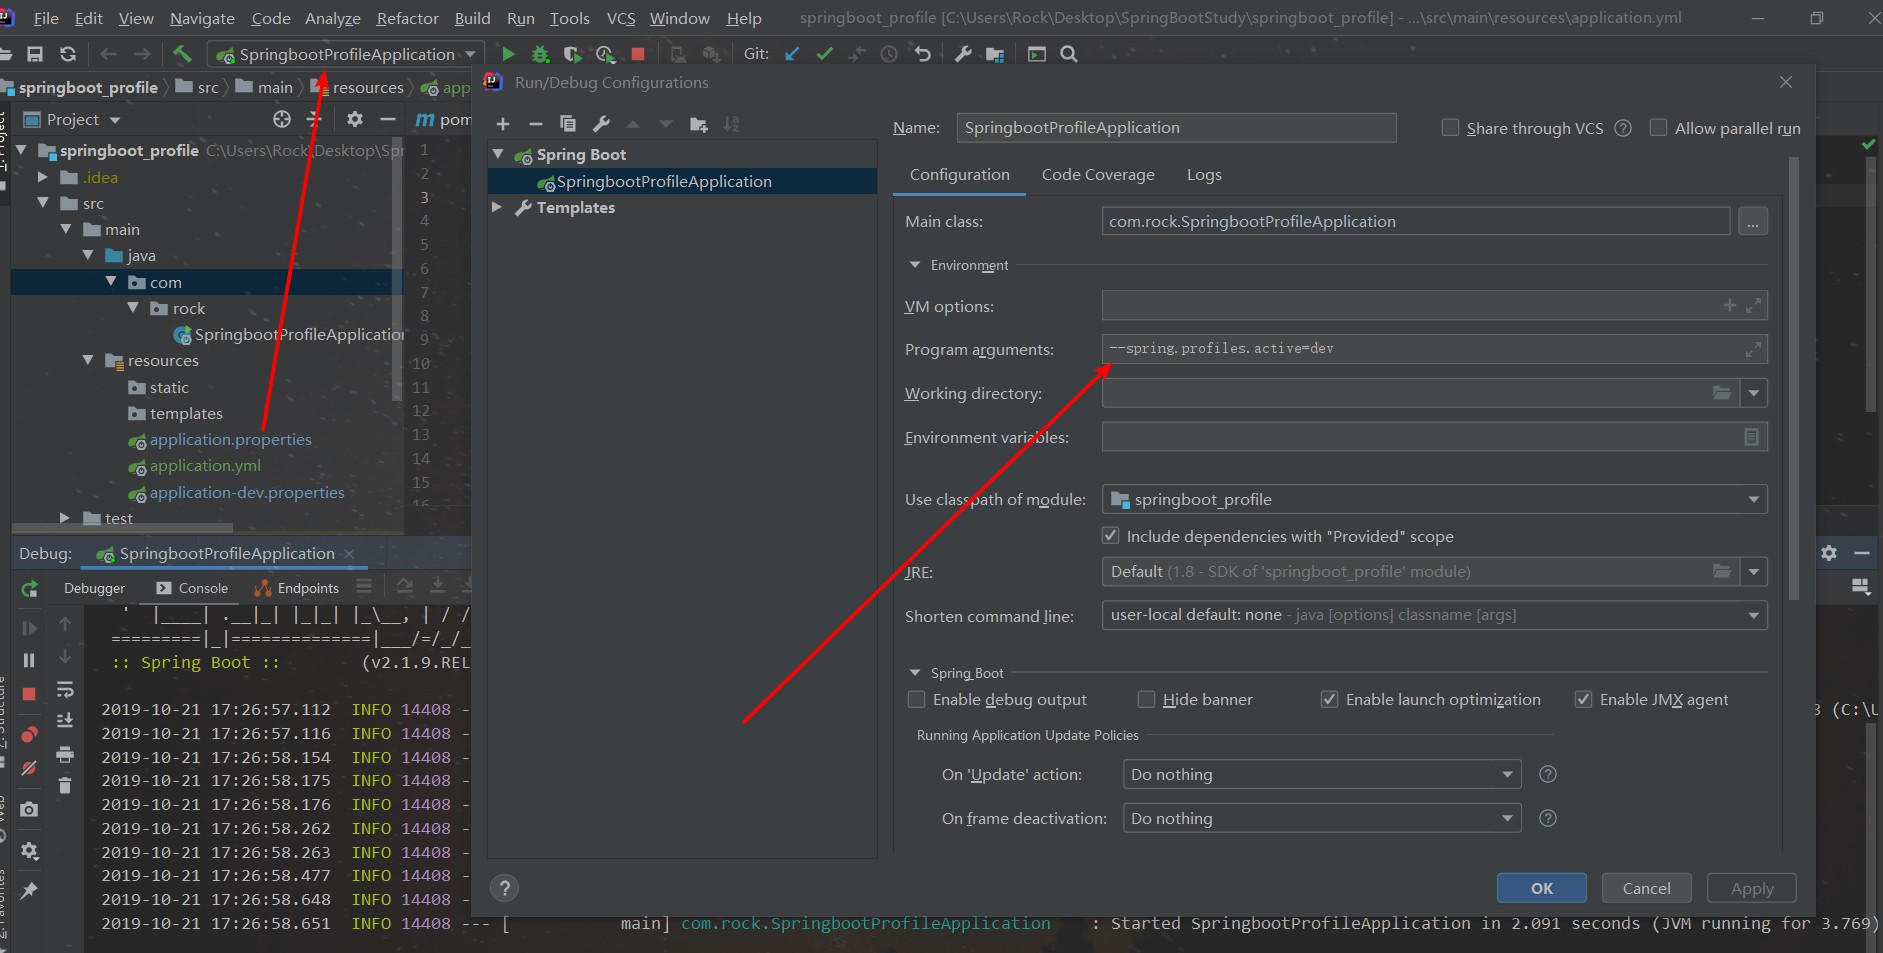 File Edit View Navigate Code Analyze Refactor Build Run Tools VCS Window Help springboot_profile [C:\Users\Rock\Desktop\SpringBootStudy\springboot_profile] - ...\src\main\resources\application.yml
SpringbootProfileApplication Git:
springboot_profile src main resources app
Project pom
springboot_profile C:\Users\Rock\Desktop\Spr
.idea
src
main
java
com
rock
SpringbootProfileApplication
resources
static
templates
application.properties
application.yml
application-dev.properties
test
1
2
3
4
5
6
7
8
9
10
11
12
13
14
15
16
Run/Debug Configurations
Name: SpringbootProfileApplication Share through VCS Allow parallel run
Spring Boot
SpringbootProfileApplication
Templates
Configuration Code Coverage Logs
Main class: com.rock.SpringbootProfileApplication ...
Environment
VM options:
Program arguments: --spring.profiles.active=dev
Working directory:
Environment variables:
Use classpath of module: springboot_profile
Include dependencies with "Provided" scope
JRE: Default (1.8 - SDK of 'springboot_profile' module)
Shorten command line: user-local default: none - java [options] classname [args]
Spring Boot
Enable debug output Hide banner Enable launch optimization Enable JMX agent
Running Application Update Policies
On 'Update' action: Do nothing
On frame deactivation: Do nothing
? OK Cancel Apply
Debug: SpringbootProfileApplication
Debugger Console Endpoints
' |____| .__|_| |_|_| |_\__, | / /
=========|_|==============|___/=/_/_
:: Spring Boot :: (v2.1.9.REL
2019-10-21 17:26:57.112 INFO 14408 -- (C:\U
2019-10-21 17:26:57.116 INFO 14408 --
2019-10-21 17:26:58.154 INFO 14408 --
2019-10-21 17:26:58.175 INFO 14408 --
2019-10-21 17:26:58.176 INFO 14408 --
2019-10-21 17:26:58.262 INFO 14408 -
2019-10-21 17:26:58.263 INFO 14408 --
2019-10-21 17:26:58.477 INFO 14408 --
2019-10-21 17:26:58.648 INFO 14408 -
2019-10-21 17:26:58.651 INFO 14408 --- [ main] com.rock.SpringbootProfileApplication : Started SpringbootProfileApplication in 2.091 seconds (JVM running for 3.769)